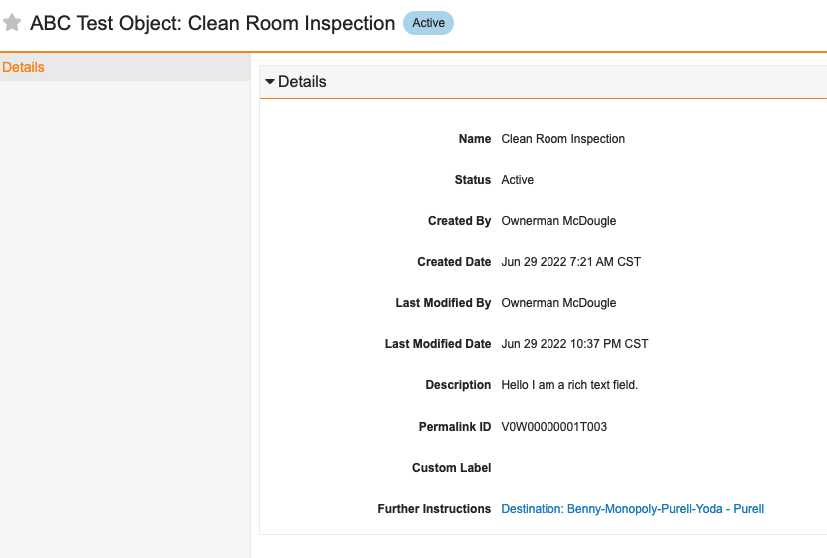 ABC Test Object: Clean Room Inspection Active
Details
Details
Name Clean Room Inspection
Status Active
Created By Ownerman McDougle
Created Date Jun 29 2022 7:21 AM CST
Last Modified By Ownerman McDougle
Last Modified Date Jun 29 2022 10:37 PM CST
Description Hello I am a rich text field.
Permalink ID V0W00000001T003
Custom Label
Further Instructions Destination: Benny-Monopoly-Purell-Yoda - Purell